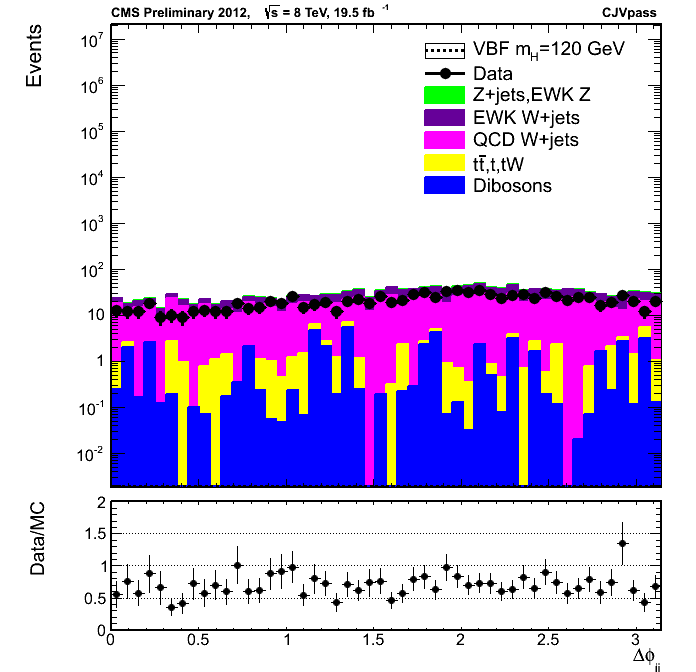 CMS Preliminary 2012, √s = 8 TeV, 19.5 fb⁻¹ CJVpass
Events
10⁷
10⁶
10⁵
10⁴
10³
10²
10
1
10⁻¹
10⁻²
VBF m_H=120 GeV
Data
Z+jets,EWK Z
EWK W+jets
QCD W+jets
tt̄,t,tW
Dibosons
Data/MC
2
1.5
1
0.5
0
0 0.5 1 1.5 2 2.5 3
Δϕ_jj